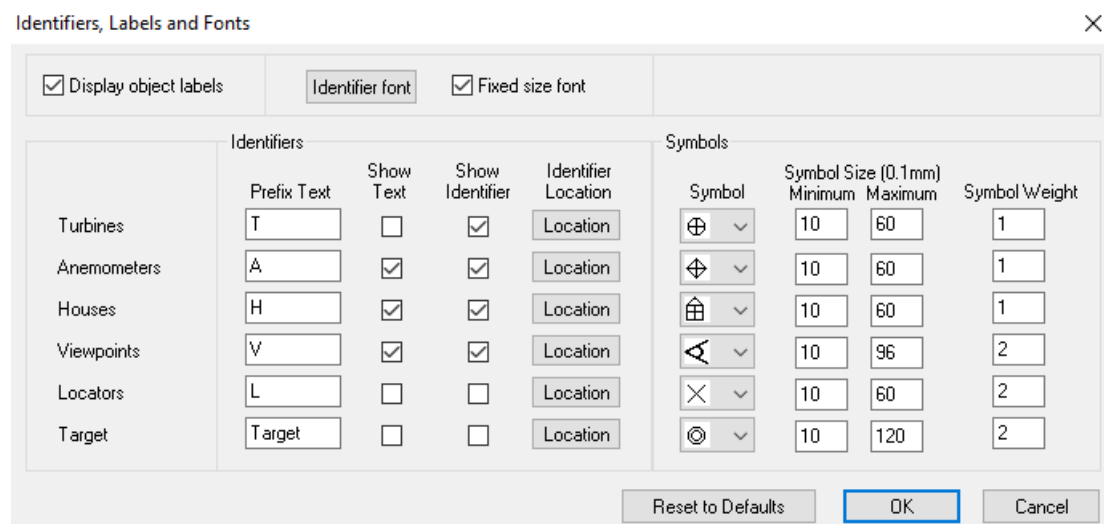 Identifiers, Labels and Fonts
Display object labels Identifier font Fixed size font
Identifiers Symbols
Show Show Identifier Symbol Size (0.1mm)
Prefix Text Text Identifier Location Symbol Minimum Maximum Symbol Weight
Turbines T Location 10 60 1
Anemometers A Location 10 60 1
Houses H Location 10 60 1
Viewpoints V Location 10 96 2
Locators L Location 10 60 2
Target Target Location 10 120 2
Reset to Defaults OK Cancel